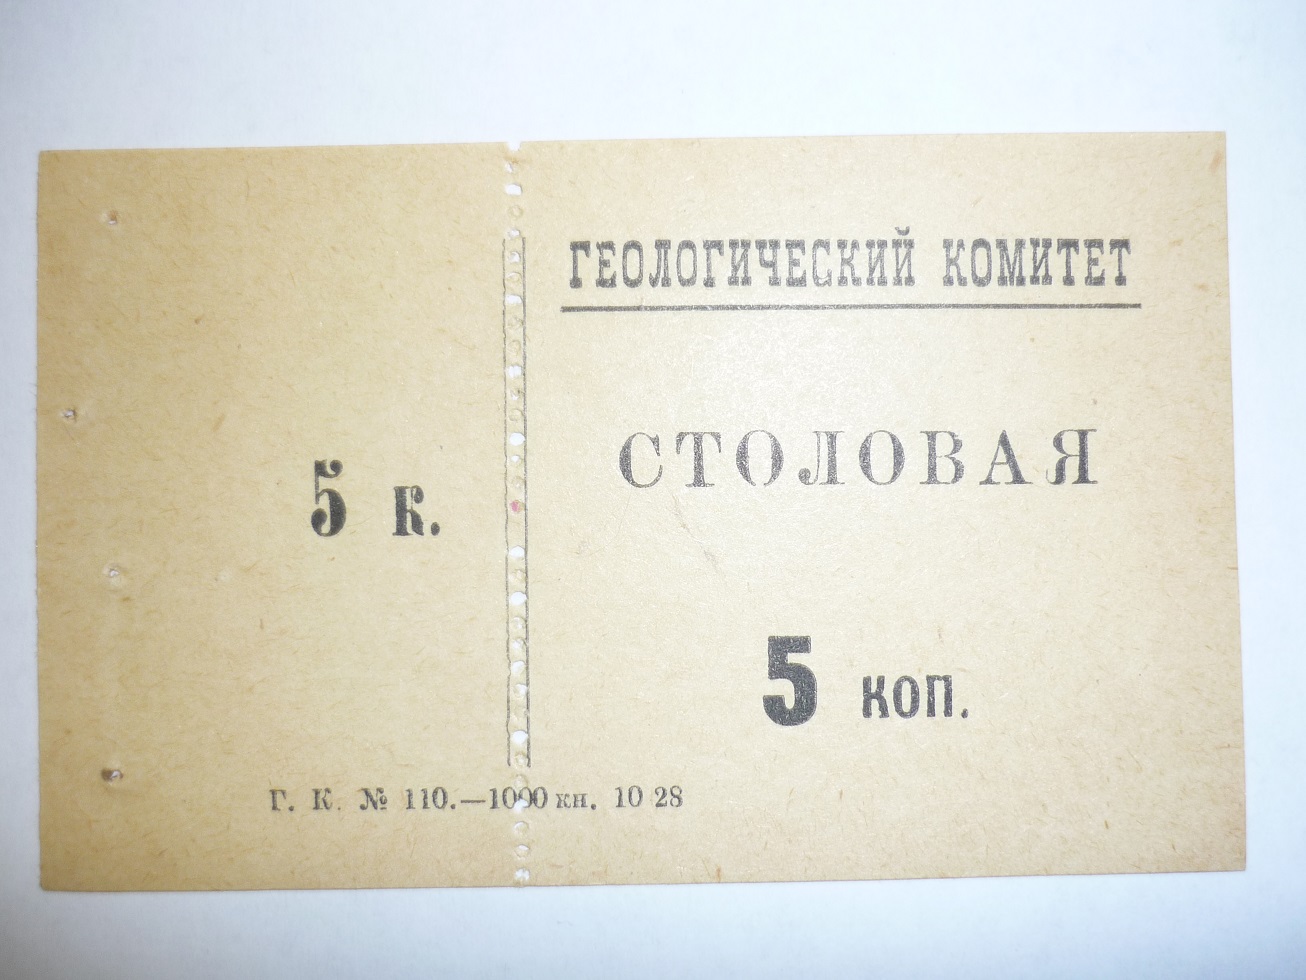 ГЕОЛОГИЧЕСКИЙ КОМИТЕТ
СТОЛОВАЯ
5 к.
5 коп.
Г. К. № 110.—1000 кн. 10 28